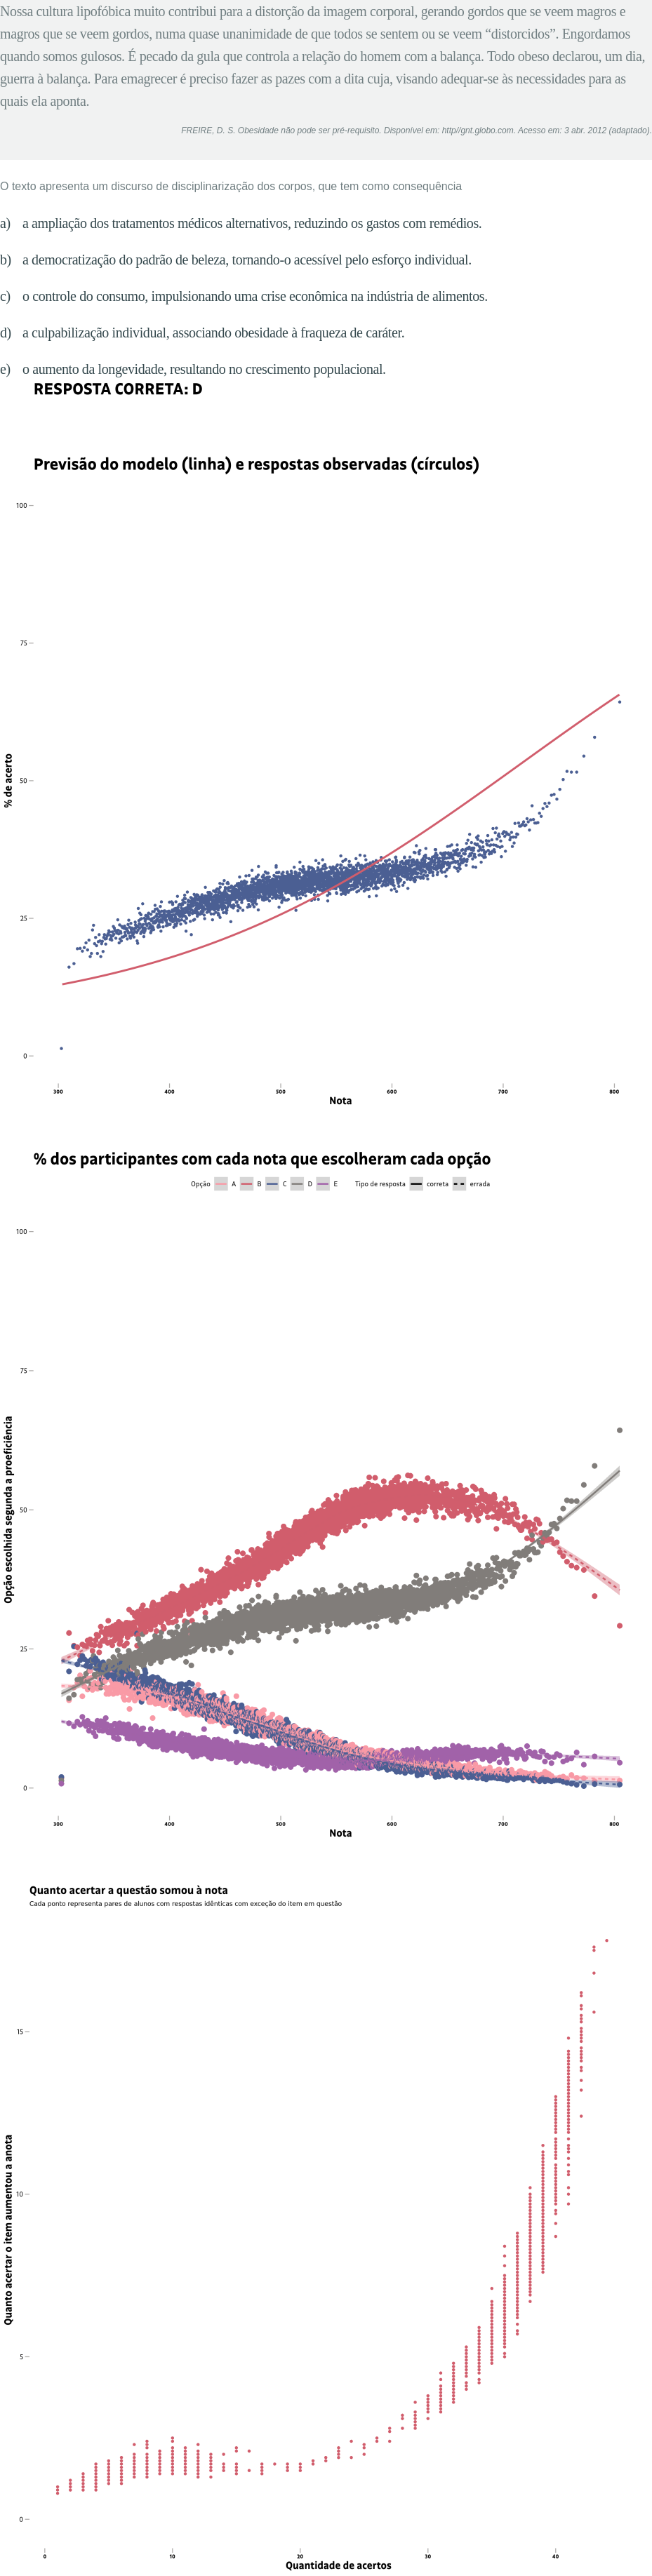 Nossa cultura lipofóbica muito contribui para a distorção da imagem corporal, gerando gordos que se veem magros e
magros que se veem gordos, numa quase unanimidade de que todos se sentem ou se veem “distorcidos”. Engordamos
quando somos gulosos. É pecado da gula que controla a relação do homem com a balança. Todo obeso declarou, um dia,
guerra à balança. Para emagrecer é preciso fazer as pazes com a dita cuja, visando adequar-se às necessidades para as
quais ela aponta.
FREIRE, D. S. Obesidade não pode ser pré-requisito. Disponível em: http//gnt.globo.com. Acesso em: 3 abr. 2012 (adaptado).
O texto apresenta um discurso de disciplinarização dos corpos, que tem como consequência
a) a ampliação dos tratamentos médicos alternativos, reduzindo os gastos com remédios.
b) a democratização do padrão de beleza, tornando-o acessível pelo esforço individual.
c) o controle do consumo, impulsionando uma crise econômica na indústria de alimentos.
d) a culpabilização individual, associando obesidade à fraqueza de caráter.
e) o aumento da longevidade, resultando no crescimento populacional.
RESPOSTA CORRETA: D
Previsão do modelo (linha) e respostas observadas (círculos)
% de acerto
100
75
50
25
0
300 400 500 600 700 800
Nota
% dos participantes com cada nota que escolheram cada opção
Opção A B C D E Tipo de resposta correta errada
Opção escolhida segunda a proeficiência
100
75
50
25
0
300 400 500 600 700 800
Nota
Quanto acertar a questão somou à nota
Cada ponto representa pares de alunos com respostas idênticas com exceção do item em questão
Quanto acertar o item aumentou a anota
15
10
5
0
0 10 20 30 40
Quantidade de acertos